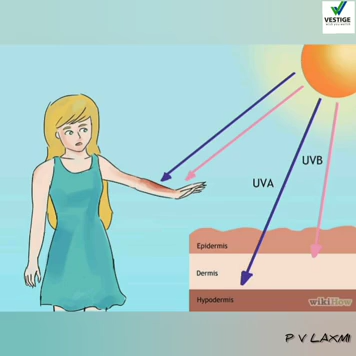 VESTIGE
UVB
UVA
Epidermis
Dermis
Hypodermis
wikiHow
P V LAXMI